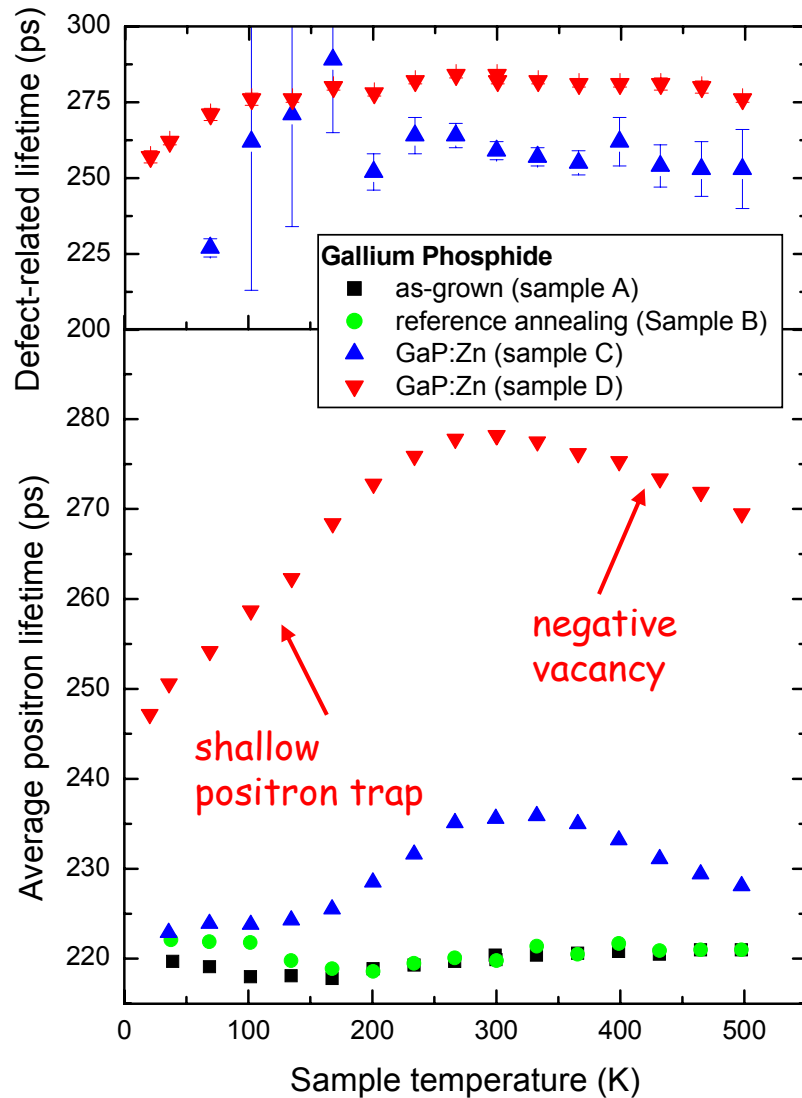 Defect-related lifetime (ps)
300
275
250
225
200
Gallium Phosphide
as-grown (sample A)
reference annealing (Sample B)
GaP:Zn (sample C)
GaP:Zn (sample D)
Average positron lifetime (ps)
280
270
260
250
240
230
220
negative
vacancy
shallow
positron trap
0
100
200
300
400
500
Sample temperature (K)